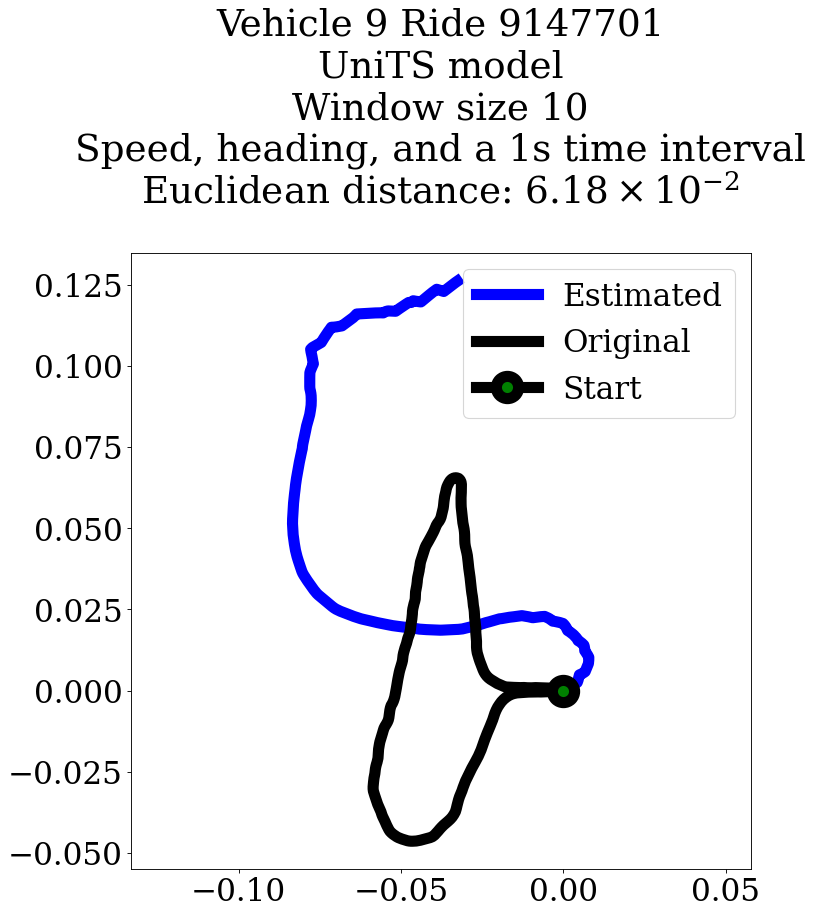 Vehicle 9 Ride 9147701
UniTS model
Window size 10
Speed, heading, and a 1s time interval
Euclidean distance: 6.18 × 10⁻²
Estimated
Original
Start
0.125
0.100
0.075
0.050
0.025
0.000
−0.025
−0.050
−0.10
−0.05
0.00
0.05